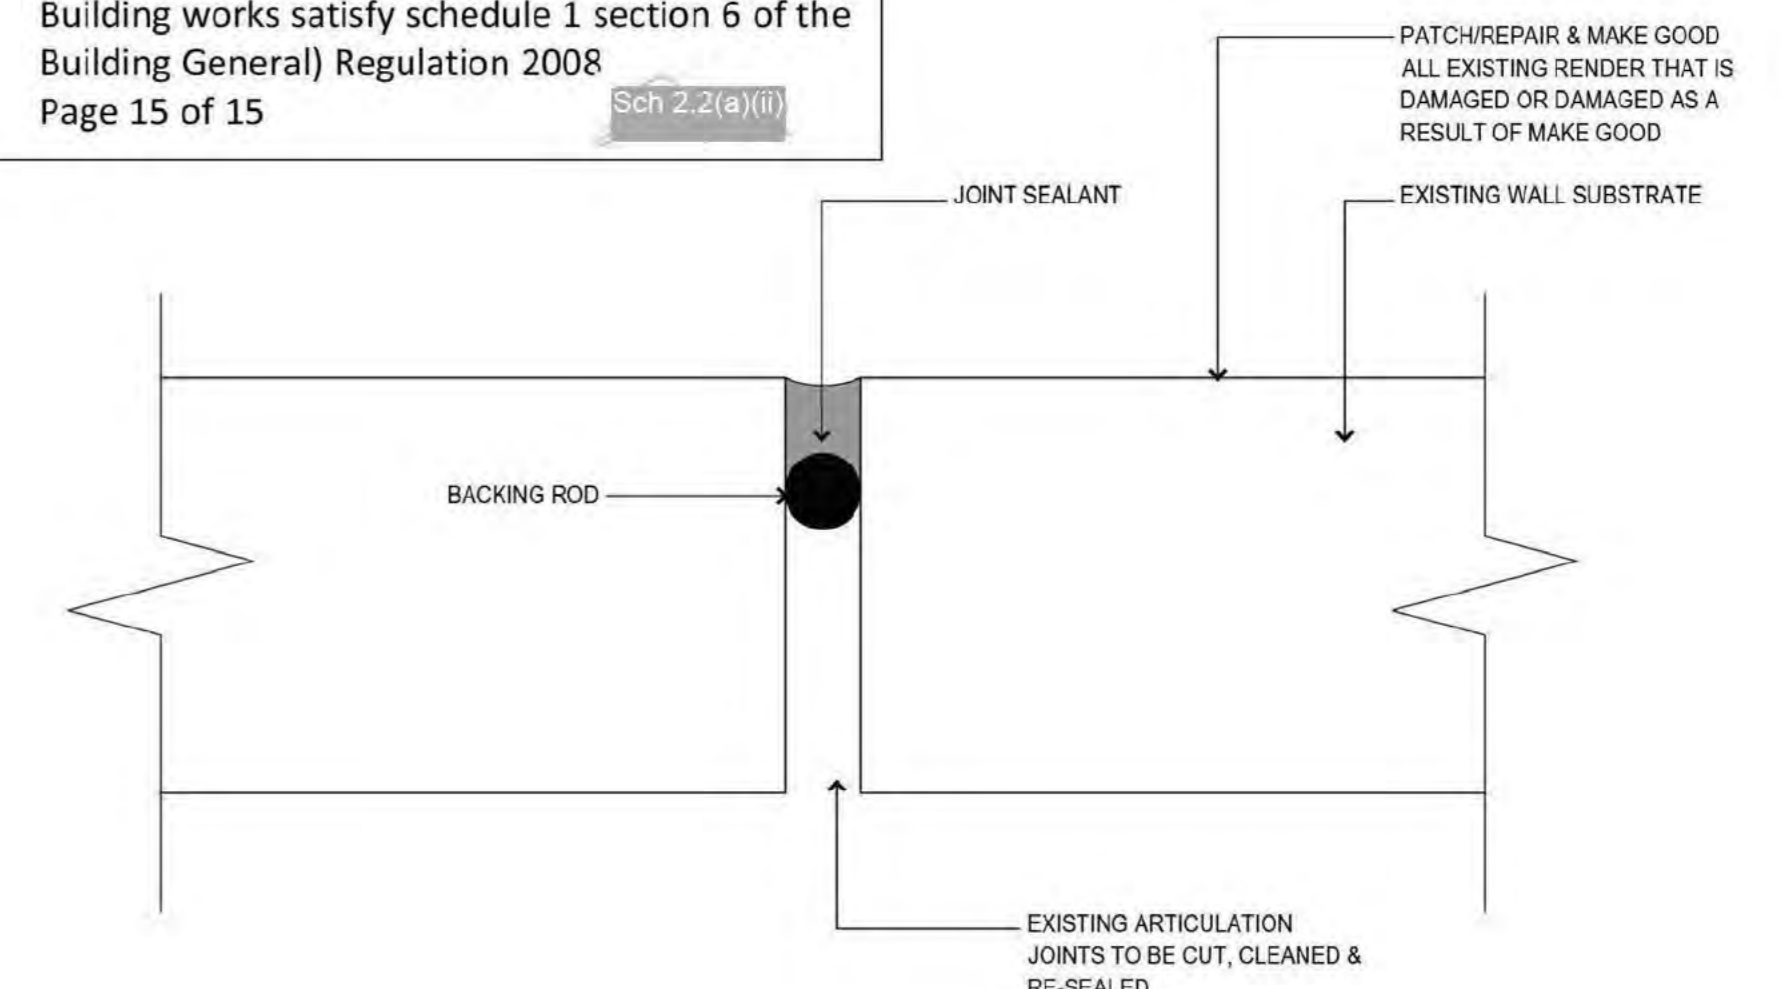 Building works satisfy schedule 1 section 6 of the
Building General) Regulation 2008
Page 15 of 15
Sch 2.2(a)(ii)
PATCH/REPAIR & MAKE GOOD
ALL EXISTING RENDER THAT IS
DAMAGED OR DAMAGED AS A
RESULT OF MAKE GOOD
JOINT SEALANT
EXISTING WALL SUBSTRATE
BACKING ROD
EXISTING ARTICULATION
JOINTS TO BE CUT, CLEANED &
RE-SEALED